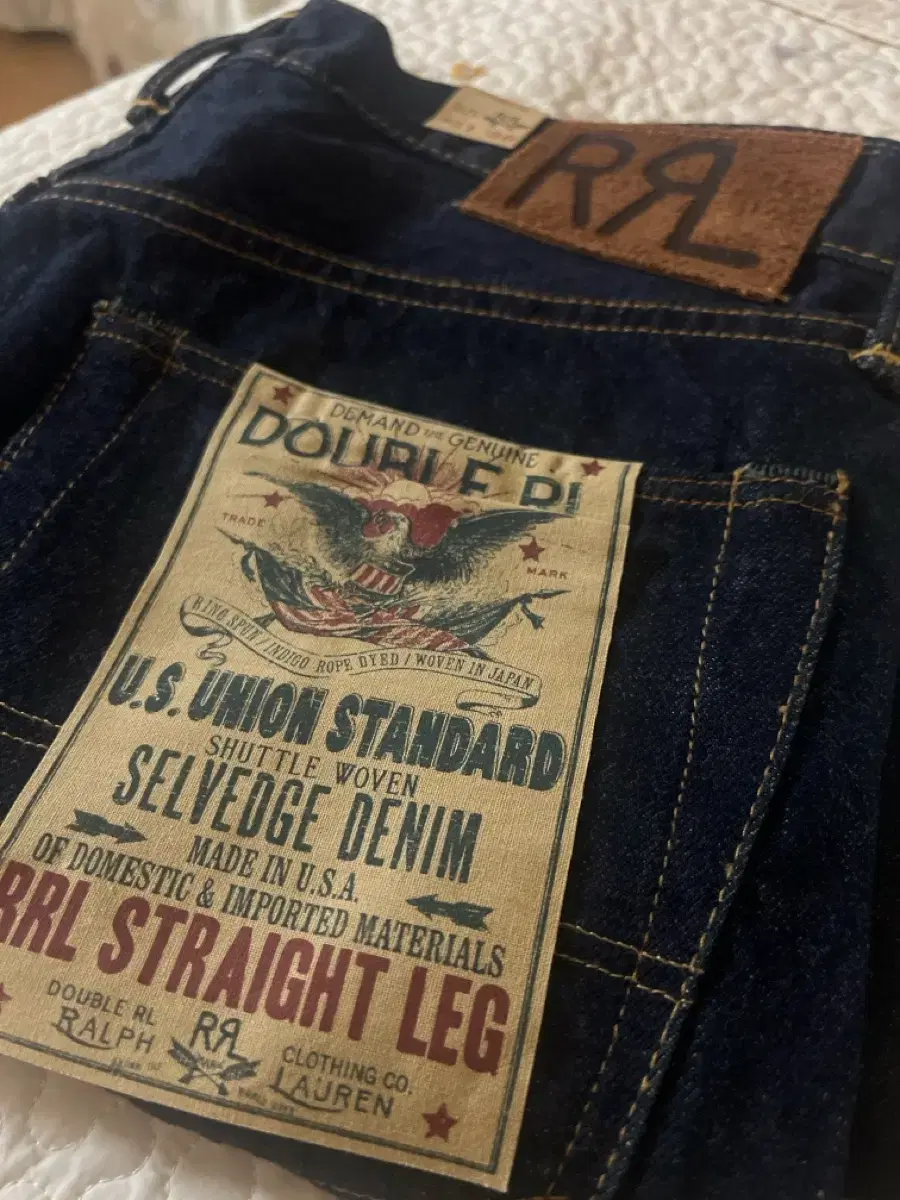 RRL
DEMAND THE GENUINE
DOUBLE RL
TRADE MARK
RING SPUN / INDIGO ROPE DYED / WOVEN IN JAPAN
U.S. UNION STANDARD
SHUTTLE WOVEN
SELVEDGE DENIM
MADE IN U.S.A.
OF DOMESTIC & IMPORTED MATERIALS
RRL STRAIGHT LEG
DOUBLE RL RRL CLOTHING CO.
RALPH LAUREN